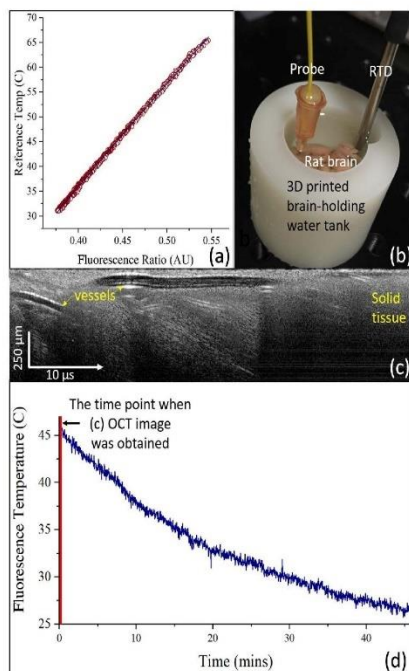 70
65
60
55
50
45
40
35
30
Reference Temp (C)
0.40
0.45
0.50
0.55
Fluorescence Ratio (AU)
(a)
Probe
RTD
Rat brain
3D printed
brain-holding
water tank
b
(b)
vessels
Solid
tissue
250 µm
10 µs
(c)
The time point when
(c) OCT image
was obtained
45
40
35
30
25
Fluorescence Temperature (C)
0
10
20
30
40
Time (mins)
(d)